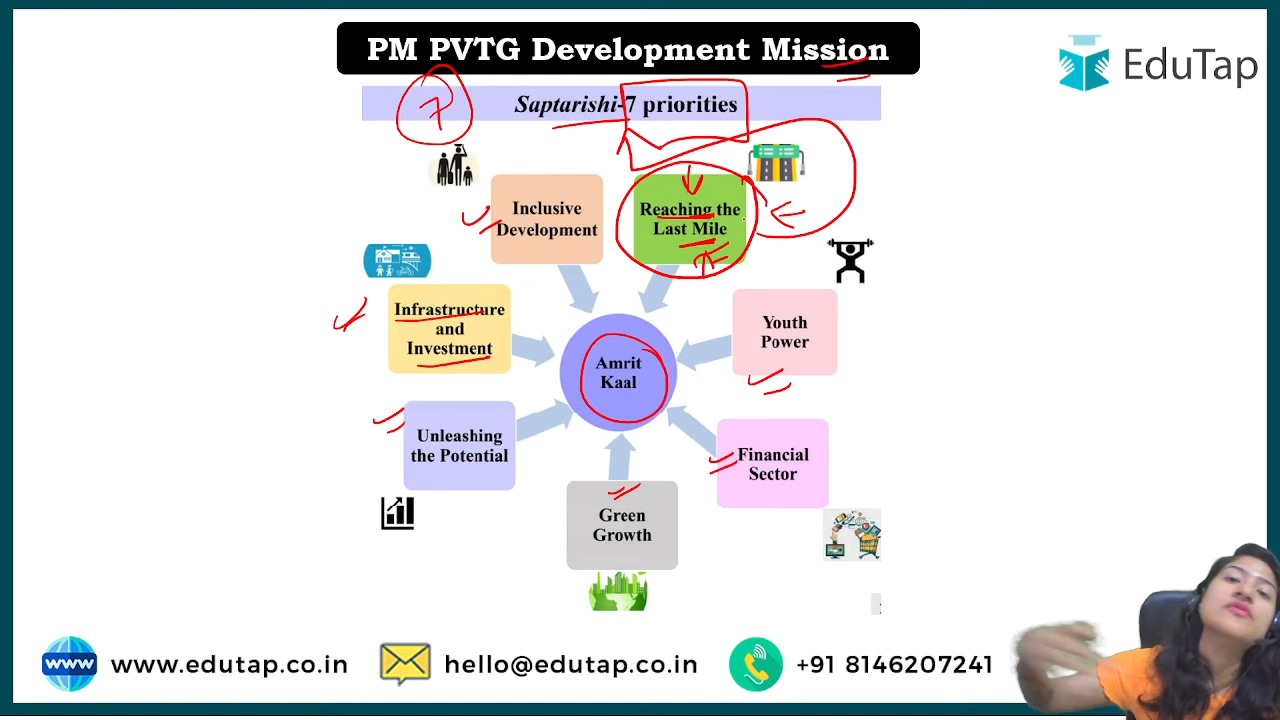 PM PVTG Development Mission
EduTap
Saptarishi-7 priorities
7
Inclusive
Development
Reaching the
Last Mile
Infrastructure
and
Investment
Youth
Power
Amrit
Kaal
Unleashing
the Potential
Financial
Sector
Green
Growth
www
www.edutap.co.in
hello@edutap.co.in
+91 8146207241